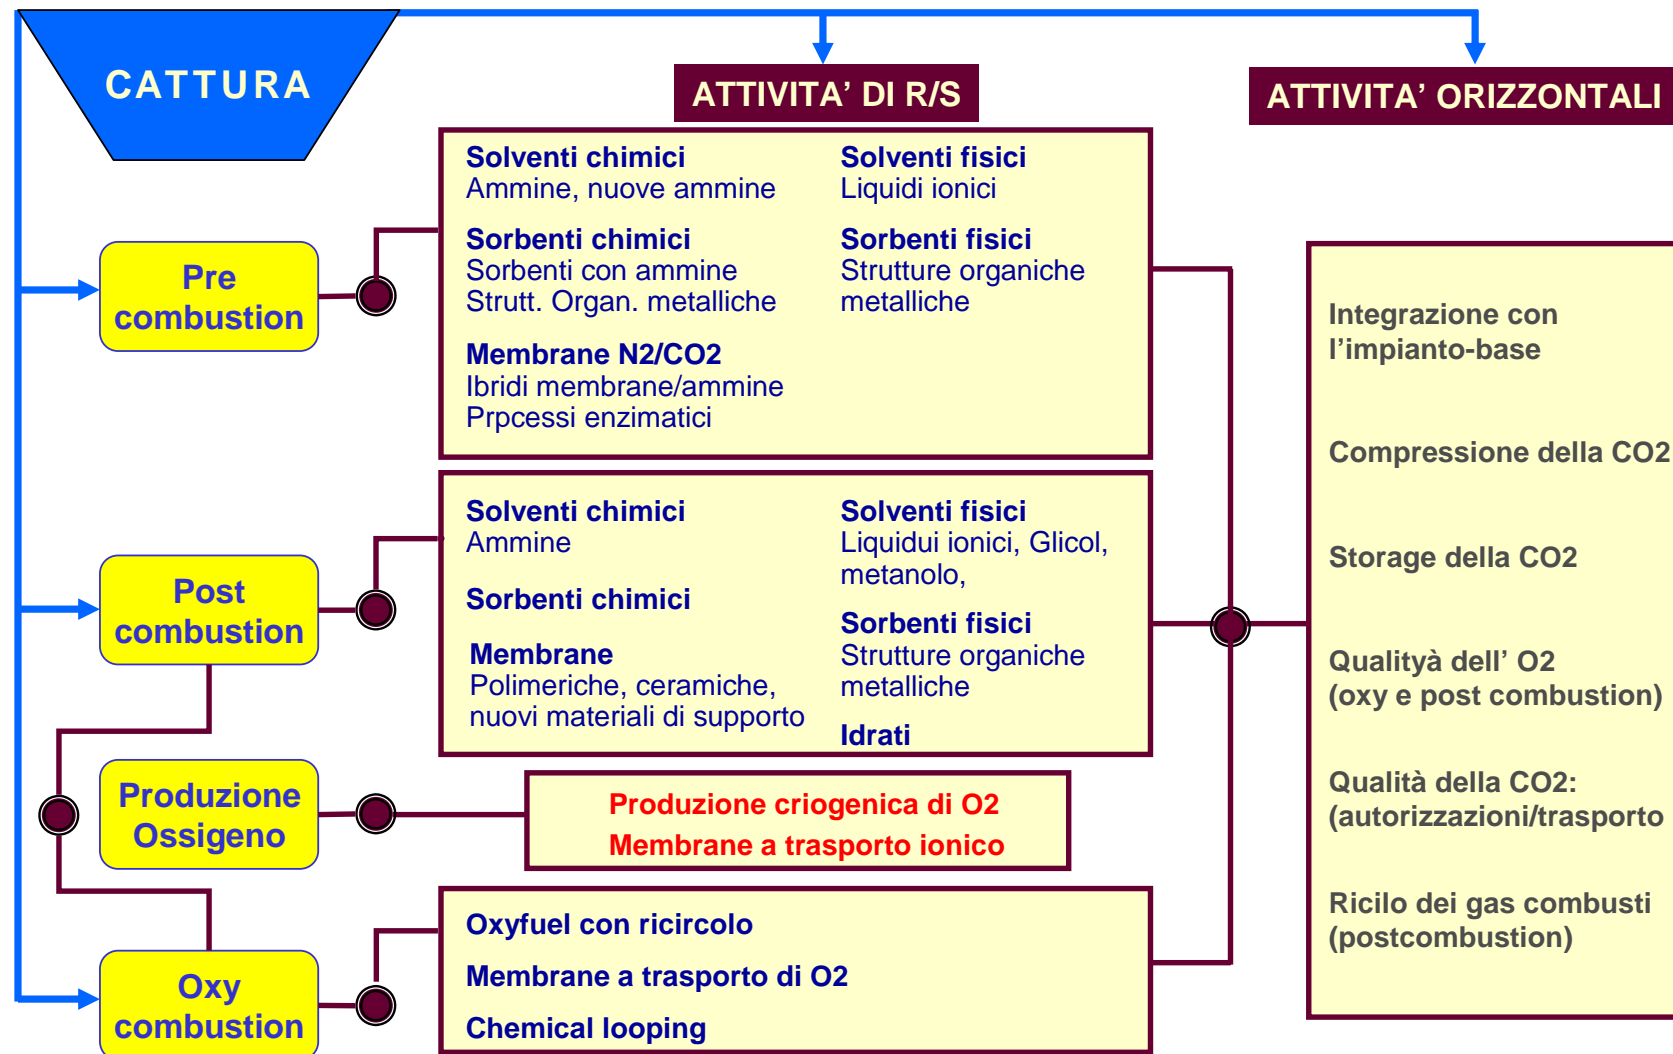 CATTURA
ATTIVITA’ DI R/S
ATTIVITA’ ORIZZONTALI
Pre
combustion
Solventi chimici
Ammine, nuove ammine
Sorbenti chimici
Sorbenti con ammine
Strutt. Organ. metalliche
Membrane N2/CO2
Ibridi membrane/ammine
Prpcessi enzimatici
Solventi fisici
Liquidi ionici
Sorbenti fisici
Strutture organiche
metalliche
Post
combustion
Solventi chimici
Ammine
Sorbenti chimici
Membrane
Polimeriche, ceramiche,
nuovi materiali di supporto
Solventi fisici
Liquidui ionici, Glicol,
metanolo,
Sorbenti fisici
Strutture organiche
metalliche
Idrati
Produzione
Ossigeno
Produzione criogenica di O2
Membrane a trasporto ionico
Oxy
combustion
Oxyfuel con ricircolo
Membrane a trasporto di O2
Chemical looping
Integrazione con
l’impianto-base
Compressione della CO2
Storage della CO2
Qualityà dell’ O2
(oxy e post combustion)
Qualità della CO2:
(autorizzazioni/trasporto
Ricilo dei gas combusti
(postcombustion)